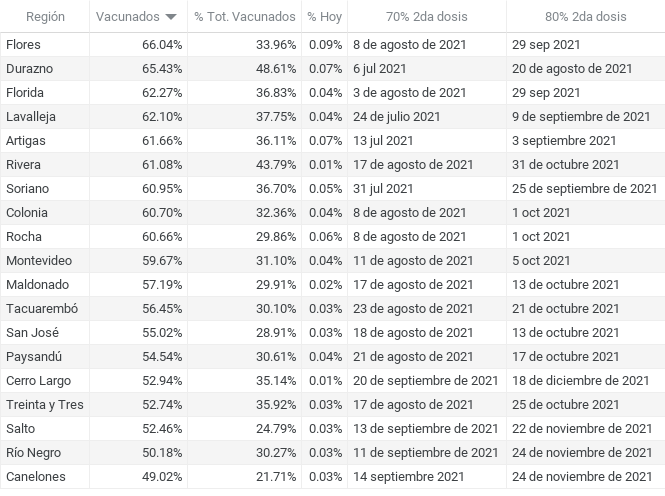 Región Vacunados % Tot. Vacunados % Hoy 70% 2da dosis 80% 2da dosis
Flores 66.04% 33.96% 0.09% 8 de agosto de 2021 29 sep 2021
Durazno 65.43% 48.61% 0.07% 6 jul 2021 20 de agosto de 2021
Florida 62.27% 36.83% 0.04% 3 de agosto de 2021 29 sep 2021
Lavalleja 62.10% 37.75% 0.04% 24 de julio 2021 9 de septiembre de 2021
Artigas 61.66% 36.11% 0.07% 13 jul 2021 3 septiembre 2021
Rivera 61.08% 43.79% 0.01% 17 de agosto de 2021 31 de octubre 2021
Soriano 60.95% 36.70% 0.05% 31 jul 2021 25 de septiembre de 2021
Colonia 60.70% 32.36% 0.04% 8 de agosto de 2021 1 oct 2021
Rocha 60.66% 29.86% 0.06% 8 de agosto de 2021 1 oct 2021
Montevideo 59.67% 31.10% 0.04% 11 de agosto de 2021 5 oct 2021
Maldonado 57.19% 29.91% 0.02% 17 de agosto de 2021 13 de octubre 2021
Tacuarembó 56.45% 30.10% 0.03% 23 de agosto de 2021 21 de octubre 2021
San José 55.02% 28.91% 0.03% 18 de agosto de 2021 13 de octubre 2021
Paysandú 54.54% 30.61% 0.04% 21 de agosto de 2021 17 de octubre 2021
Cerro Largo 52.94% 35.14% 0.01% 20 de septiembre de 2021 18 de diciembre de 2021
Treinta y Tres 52.74% 35.92% 0.03% 17 de agosto de 2021 25 de octubre 2021
Salto 52.46% 24.79% 0.03% 13 de septiembre de 2021 22 de noviembre de 2021
Río Negro 50.18% 30.27% 0.03% 11 de septiembre de 2021 24 de noviembre de 2021
Canelones 49.02% 21.71% 0.03% 14 septiembre 2021 24 de noviembre de 2021